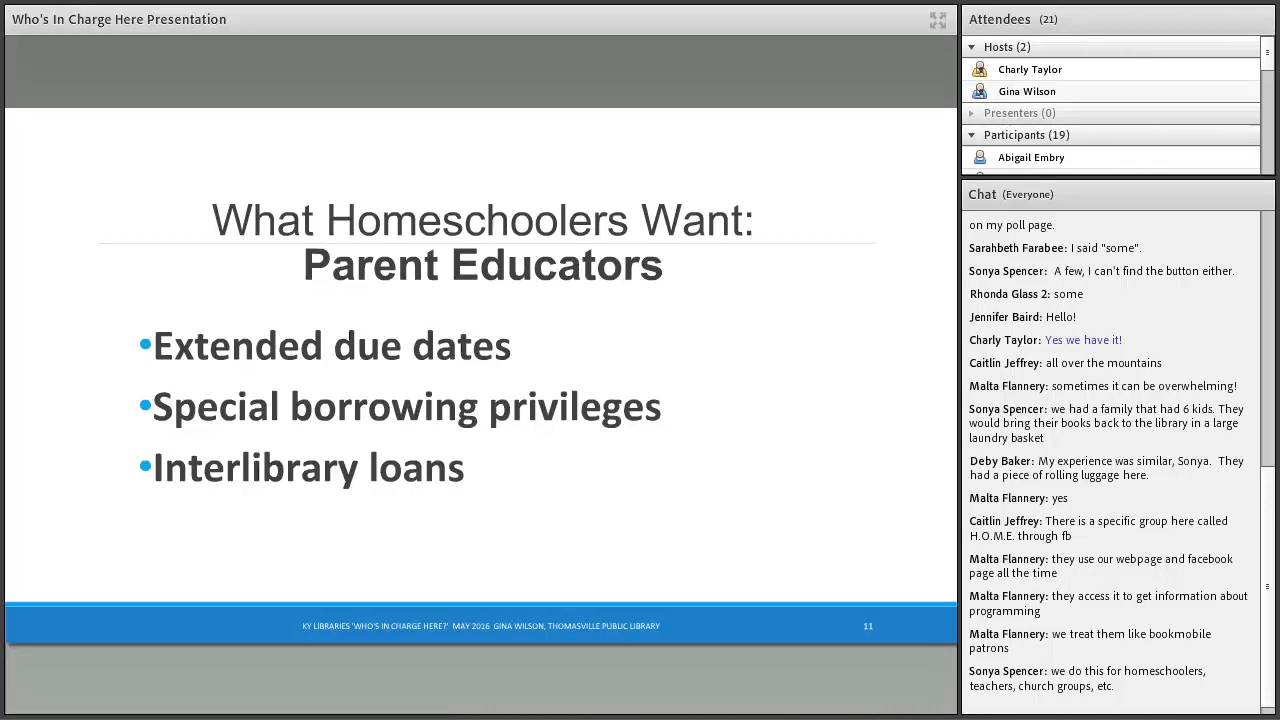 Who's In Charge Here Presentation
What Homeschoolers Want:
Parent Educators
•Extended due dates
•Special borrowing privileges
•Interlibrary loans
KY LIBRARIES 'WHO'S IN CHARGE HERE?' MAY 2016 GINA WILSON, THOMASVILLE PUBLIC LIBRARY
11
Attendees (21)
Hosts (2)
Charly Taylor
Gina Wilson
Presenters (0)
Participants (19)
Abigail Embry
Chat (Everyone)
on my poll page.
Sarahbeth Farabee: I said "some".
Sonya Spencer: A few, I can't find the button either.
Rhonda Glass 2: some
Jennifer Baird: Hello!
Charly Taylor: Yes we have it!
Caitlin Jeffrey: all over the mountains
Malta Flannery: sometimes it can be overwhelming!
Sonya Spencer: we had a family that had 6 kids. They
would bring their books back to the library in a large
laundry basket
Deby Baker: My experience was similar, Sonya. They
had a piece of rolling luggage here.
Malta Flannery: yes
Caitlin Jeffrey: There is a specific group here called
H.O.M.E. through fb
Malta Flannery: they use our webpage and facebook
page all the time
Malta Flannery: they access it to get information about
programming
Malta Flannery: we treat them like bookmobile
patrons
Sonya Spencer: we do this for homeschoolers,
teachers, church groups, etc.